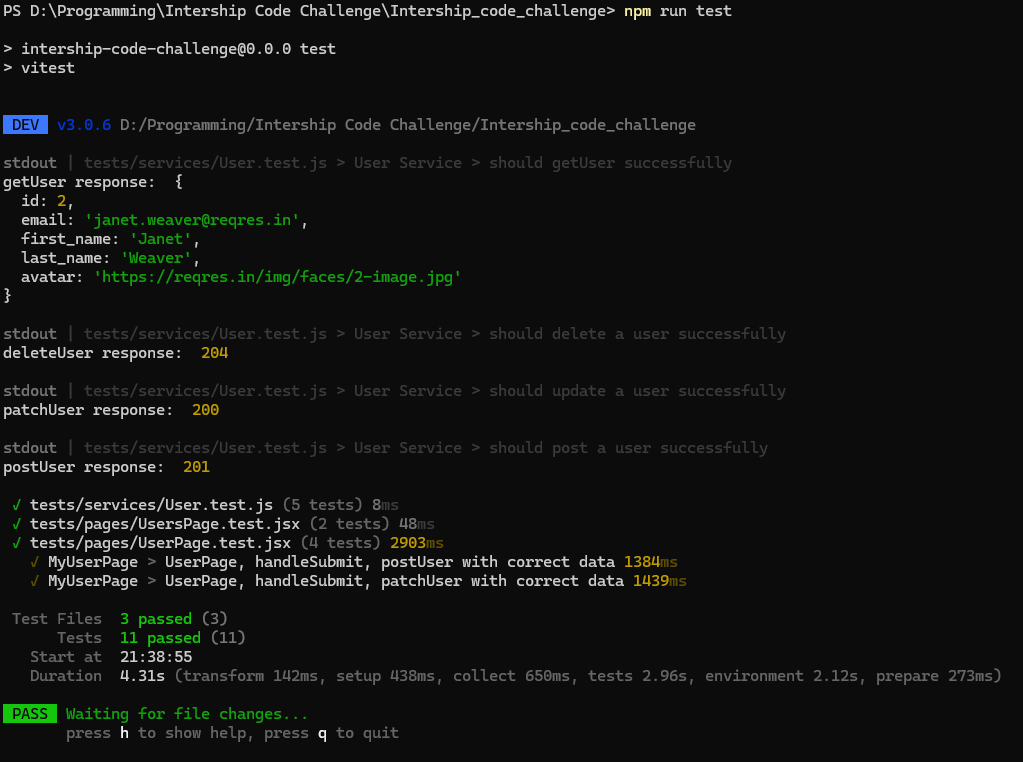 PS D:\Programming\Intership Code Challenge\Intership_code_challenge> npm run test
> intership-code-challenge@0.0.0 test
> vitest
DEV v3.0.6 D:/Programming/Intership Code Challenge/Intership_code_challenge
stdout | tests/services/User.test.js > User Service > should getUser successfully
getUser response:  {
  id: 2,
  email: 'janet.weaver@reqres.in',
  first_name: 'Janet',
  last_name: 'Weaver',
  avatar: 'https://reqres.in/img/faces/2-image.jpg'
}
stdout | tests/services/User.test.js > User Service > should delete a user successfully
deleteUser response:  204
stdout | tests/services/User.test.js > User Service > should update a user successfully
patchUser response:  200
stdout | tests/services/User.test.js > User Service > should post a user successfully
postUser response:  201
✓ tests/services/User.test.js (5 tests) 8ms
✓ tests/pages/UsersPage.test.jsx (2 tests) 48ms
✓ tests/pages/UserPage.test.jsx (4 tests) 2903ms
✓ MyUserPage > UserPage, handleSubmit, postUser with correct data 1384ms
✓ MyUserPage > UserPage, handleSubmit, patchUser with correct data 1439ms
Test Files  3 passed (3)
Tests  11 passed (11)
Start at  21:38:55
Duration  4.31s (transform 142ms, setup 438ms, collect 650ms, tests 2.96s, environment 2.12s, prepare 273ms)
PASS Waiting for file changes...
press h to show help, press q to quit